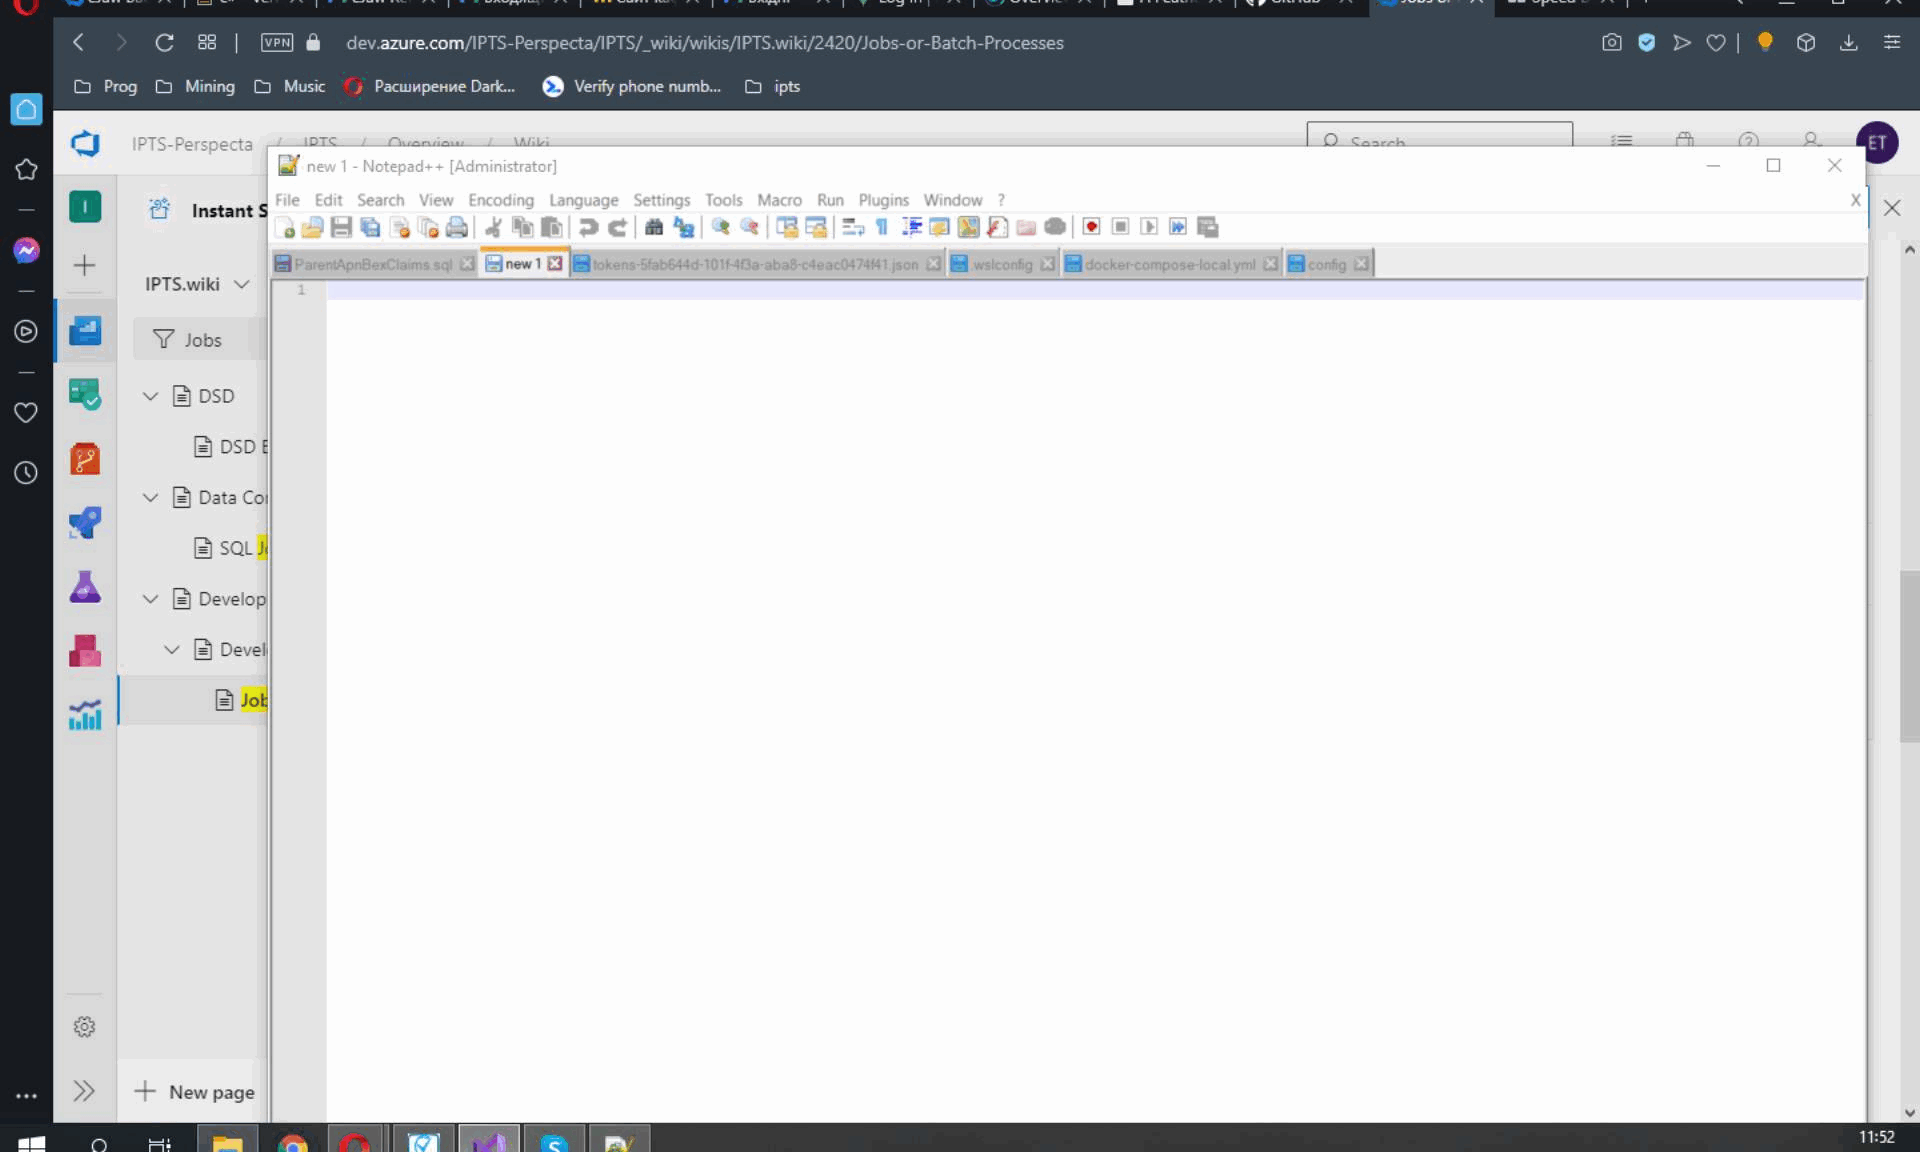 VPN dev.azure.com/IPTS-Perspecta/IPTS/_wiki/wikis/IPTS.wiki/2420/Jobs-or-Batch-Processes
Prog Mining Music Расширение Dark... Verify phone numb... ipts
IPTS-Perspecta / IPTS / Overview / Wiki Search ET
new 1 - Notepad++ [Administrator]
File Edit Search View Encoding Language Settings Tools Macro Run Plugins Window ? X
I Instant S
ParentApnBexClaims.sql new 1 tokens-5fab644d-101f-4f3a-aba8-c4eac0474f41.json .wslconfig docker-compose-local.yml config
IPTS.wiki
1
Jobs
DSD
DSD E
Data Co
SQL Jo
Develop
Devel
Job
New page
11:52